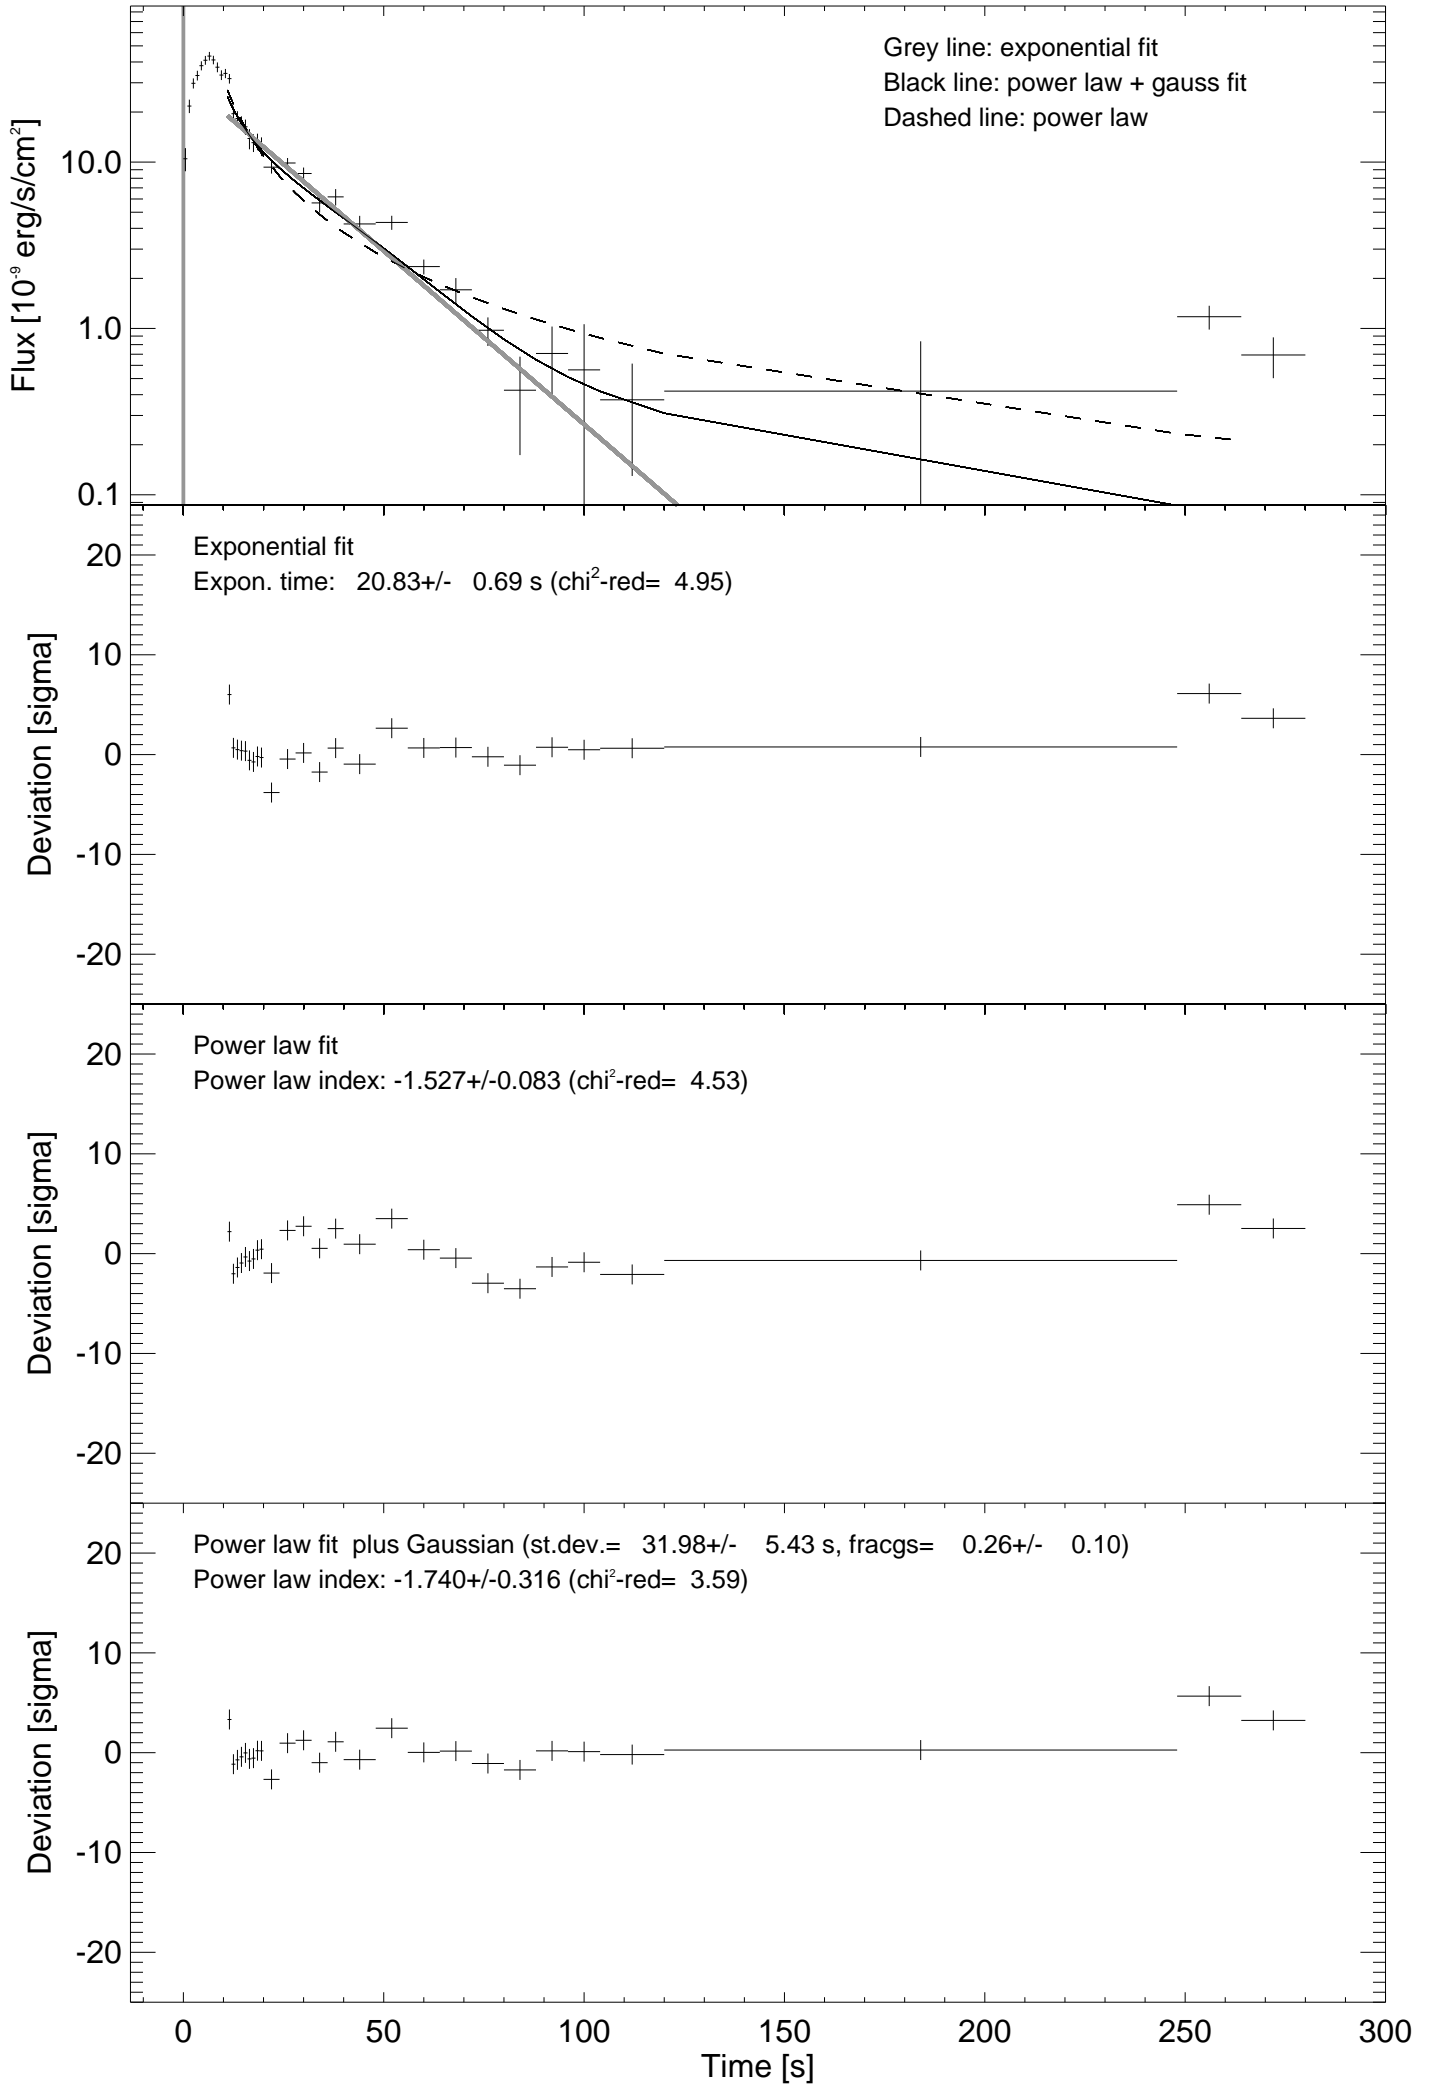 Grey line: exponential fit
Black line: power law + gauss fit
Dashed line: power law
Flux [10⁻⁹ erg/s/cm²]
10.0
1.0
0.1
Exponential fit
Expon. time: 20.83+/- 0.69 s (chi²-red= 4.95)
Deviation [sigma]
20
10
0
-10
-20
Power law fit
Power law index: -1.527+/-0.083 (chi²-red= 4.53)
Deviation [sigma]
20
10
0
-10
-20
Power law fit plus Gaussian (st.dev.= 31.98+/- 5.43 s, fracgs= 0.26+/- 0.10)
Power law index: -1.740+/-0.316 (chi²-red= 3.59)
Deviation [sigma]
20
10
0
-10
-20
0 50 100 150 200 250 300
Time [s]